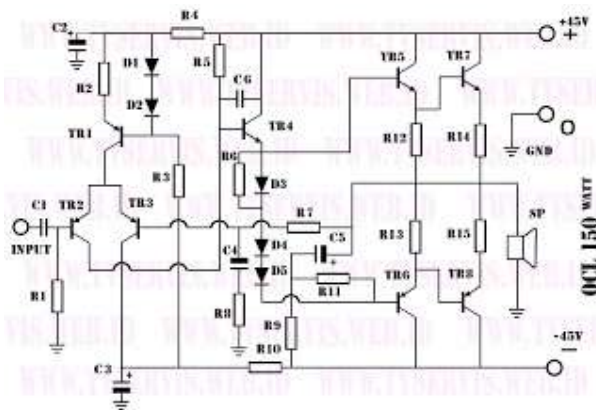 R4
+45V
C2
+
+
D1
R5
TR5
TR7
R2
C6
D2
TR4
TR1
R12
R14
GND
O
R6
R3
D3
C1
TR2
TR3
R7
SP
INPUT
D4
C5
R13
R15
C4
+
D5
R11
TR6
TR8
R1
R8
R9
R10
-45V
C3
+
OCL 150 WATT
WWW.TVSERVIS.WEB.ID